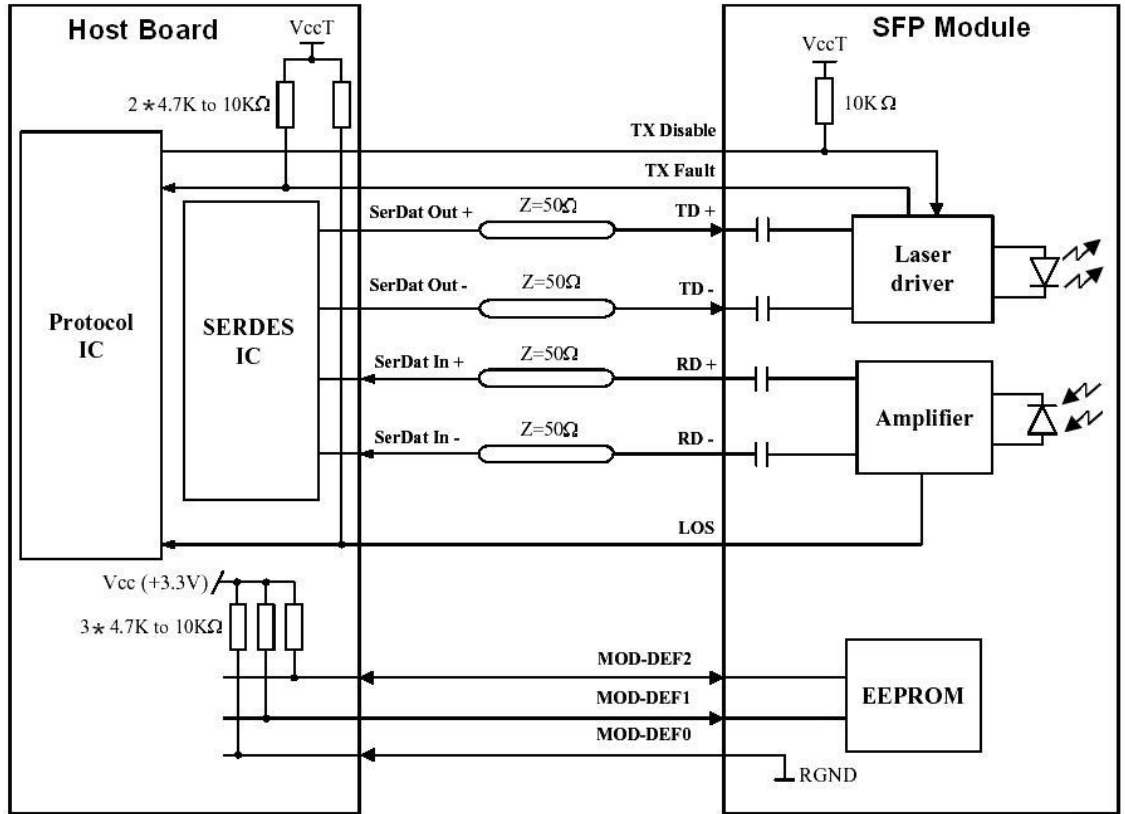 Host Board
SFP Module
VccT
VccT
2*4.7K to 10KΩ
10KΩ
TX Disable
TX Fault
SerDat Out +
Z=50Ω
TD +
SerDat Out -
Z=50Ω
TD -
Laser
driver
Protocol
IC
SERDES
IC
SerDat In +
Z=50Ω
RD +
SerDat In -
Z=50Ω
RD -
Amplifier
LOS
Vcc (+3.3V)
3*4.7K to 10KΩ
MOD-DEF2
MOD-DEF1
MOD-DEF0
EEPROM
RGND